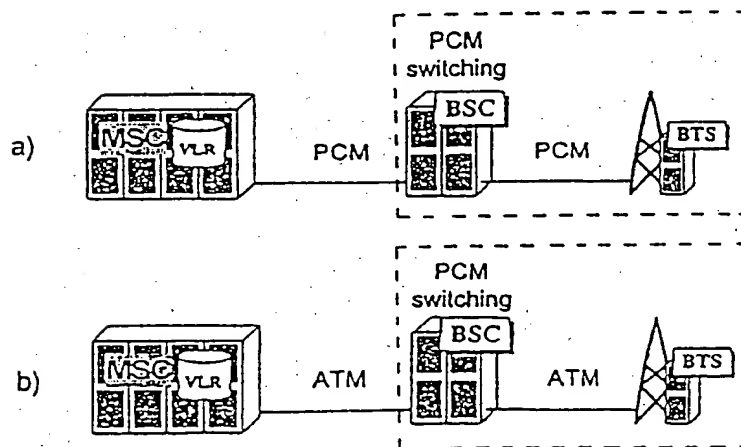 PCM
switching
a)
MSC
VLR
PCM
BSC
PCM
BTS
PCM
switching
b)
MSC
VLR
ATM
BSC
ATM
BTS